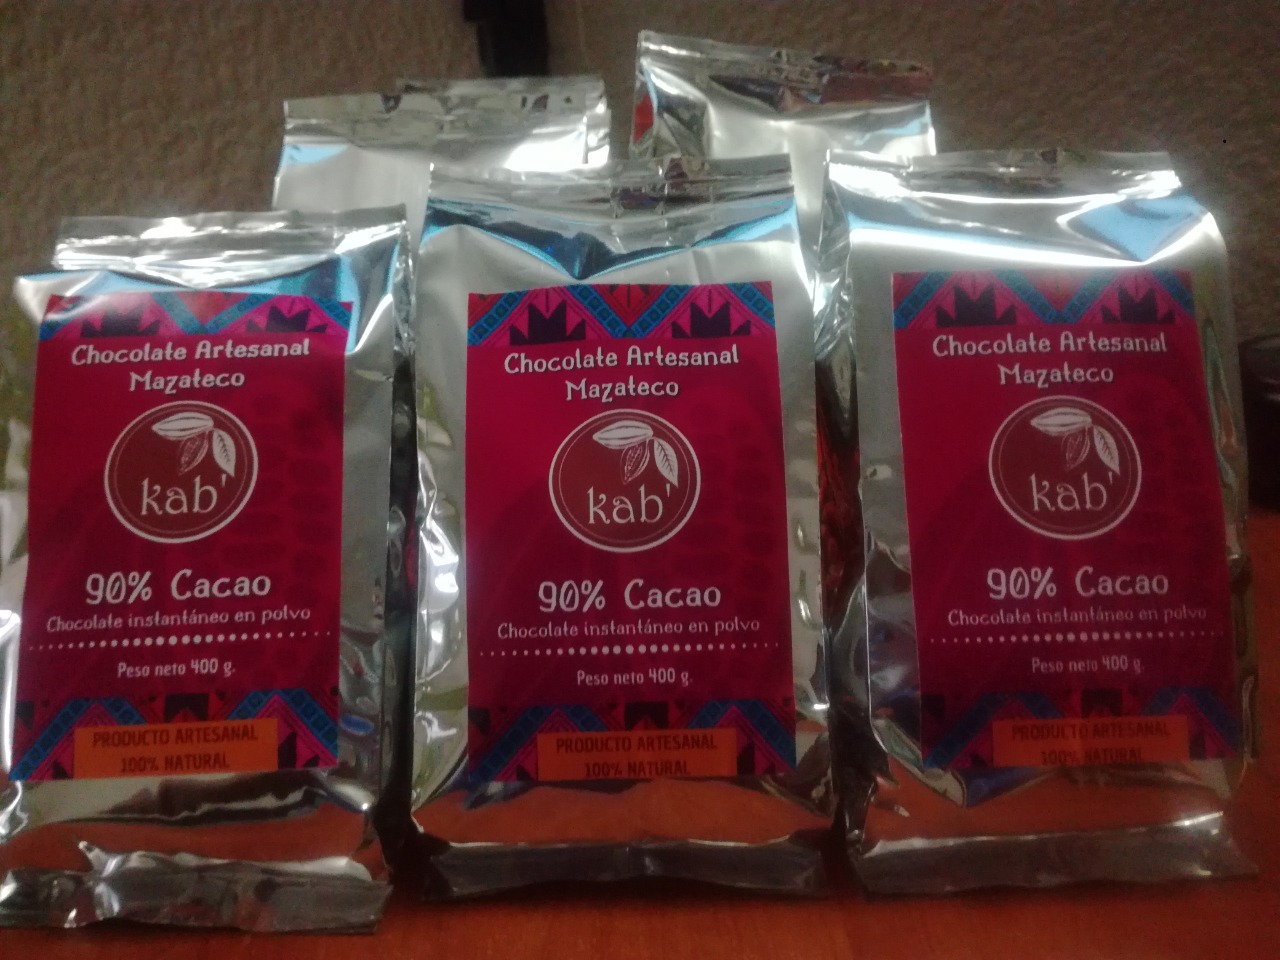 Chocolate Artesanal
Mazateco
kab'
90% Cacao
Chocolate instantáneo en polvo
Peso neto 400 g.
PRODUCTO ARTESANAL
100% NATURAL
Chocolate Artesanal
Mazateco
kab'
90% Cacao
Chocolate instantáneo en polvo
Peso neto 400 g.
PRODUCTO ARTESANAL
100% NATURAL
Chocolate Artesanal
Mazateco
kab'
90% Cacao
Chocolate instantáneo en polvo
Peso neto 400 g.
PRODUCTO ARTESANAL
100% NATURAL